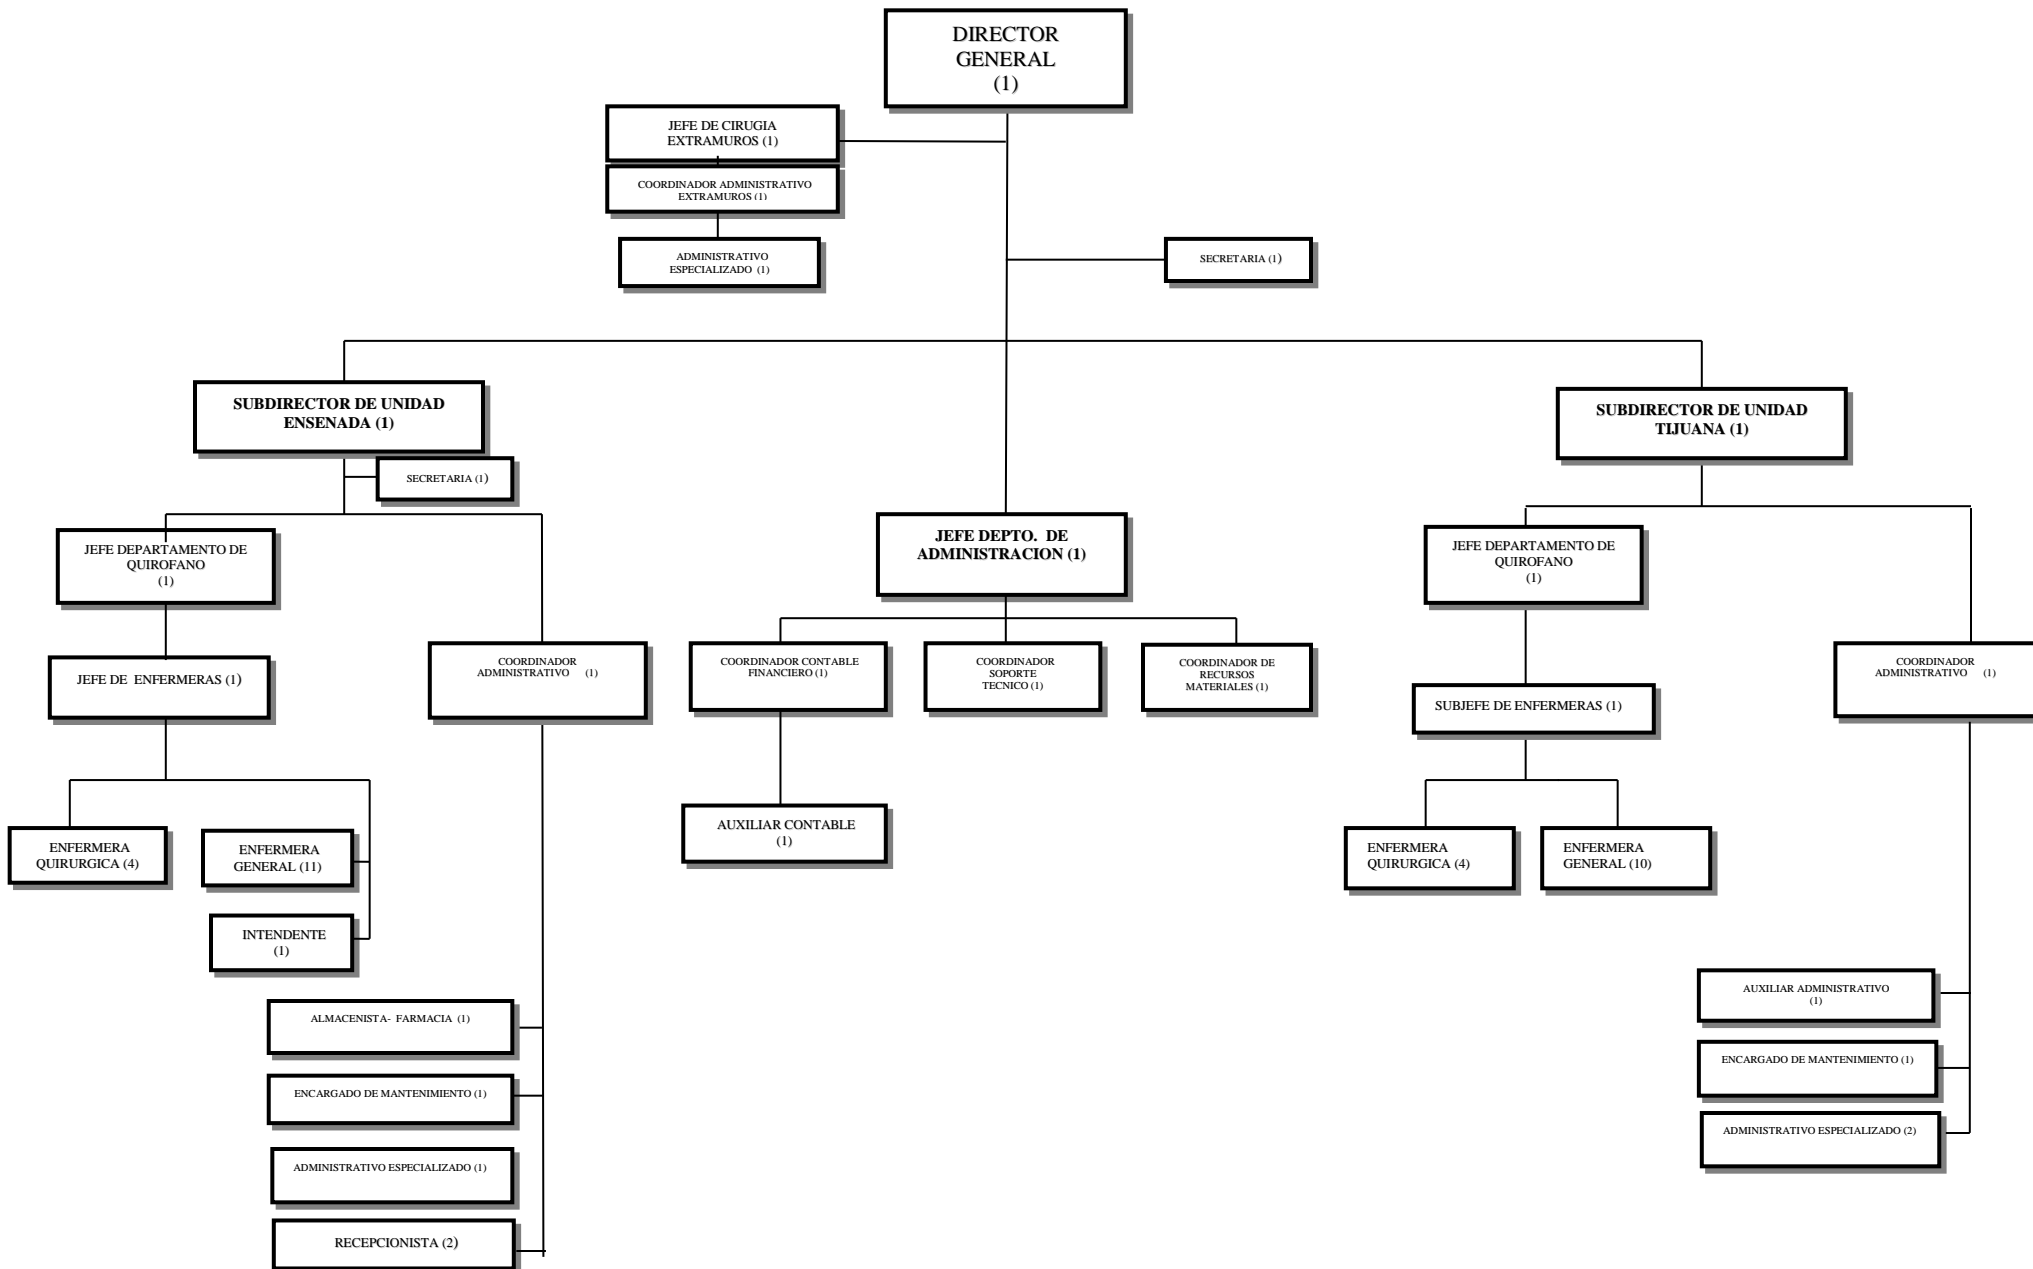 DIRECTOR
GENERAL
(1)
JEFE DE CIRUGIA
EXTRAMUROS (1)
COORDINADOR ADMINISTRATIVO
EXTRAMUROS (1)
ADMINISTRATIVO
ESPECIALIZADO (1)
SECRETARIA (1)
SUBDIRECTOR DE UNIDAD
ENSENADA (1)
SUBDIRECTOR DE UNIDAD
TIJUANA (1)
SECRETARIA (1)
JEFE DEPARTAMENTO DE
QUIROFANO
(1)
JEFE DEPTO. DE
ADMINISTRACION (1)
JEFE DEPARTAMENTO DE
QUIROFANO
(1)
JEFE DE ENFERMERAS (1)
COORDINADOR
ADMINISTRATIVO (1)
COORDINADOR CONTABLE
FINANCIERO (1)
COORDINADOR
SOPORTE
TECNICO (1)
COORDINADOR DE
RECURSOS
MATERIALES (1)
SUBJEFE DE ENFERMERAS (1)
COORDINADOR
ADMINISTRATIVO (1)
ENFERMERA
QUIRURGICA (4)
ENFERMERA
GENERAL (11)
AUXILIAR CONTABLE
(1)
ENFERMERA
QUIRURGICA (4)
ENFERMERA
GENERAL (10)
INTENDENTE
(1)
ALMACENISTA- FARMACIA (1)
ENCARGADO DE MANTENIMIENTO (1)
ADMINISTRATIVO ESPECIALIZADO (1)
RECEPCIONISTA (2)
AUXILIAR ADMINISTRATIVO
(1)
ENCARGADO DE MANTENIMIENTO (1)
ADMINISTRATIVO ESPECIALIZADO (2)